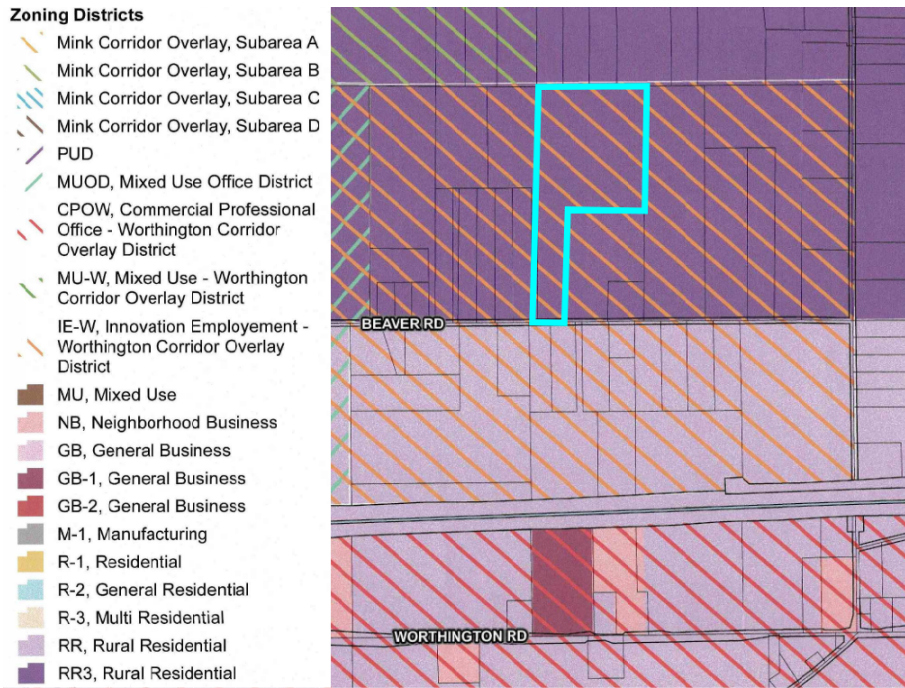 Zoning Districts
Mink Corridor Overlay, Subarea A
Mink Corridor Overlay, Subarea B
Mink Corridor Overlay, Subarea C
Mink Corridor Overlay, Subarea D
PUD
MUOD, Mixed Use Office District
CPOW, Commercial Professional
Office - Worthington Corridor
Overlay District
MU-W, Mixed Use - Worthington
Corridor Overlay District
IE-W, Innovation Employement -
Worthington Corridor Overlay
District
MU, Mixed Use
NB, Neighborhood Business
GB, General Business
GB-1, General Business
GB-2, General Business
M-1, Manufacturing
R-1, Residential
R-2, General Residential
R-3, Multi Residential
RR, Rural Residential
RR3, Rural Residential
BEAVER RD
WORTHINGTON RD